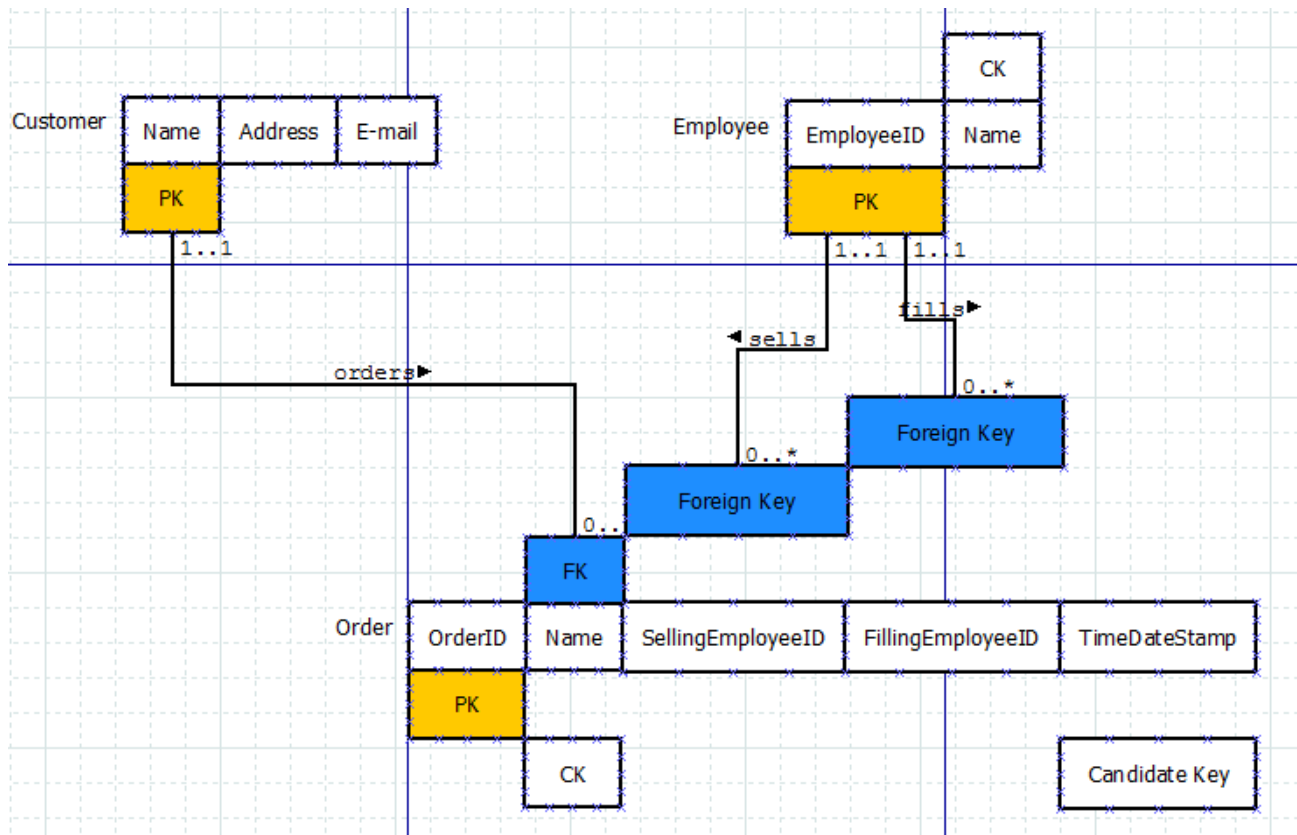 CK
Customer
Name
Address
E-mail
Employee
EmployeeID
Name
PK
PK
1..1
1..1
1..1
fills
sells
orders
0..*
Foreign Key
0..*
Foreign Key
0..
FK
Order
OrderID
Name
SellingEmployeeID
FillingEmployeeID
TimeDateStamp
PK
CK
Candidate Key